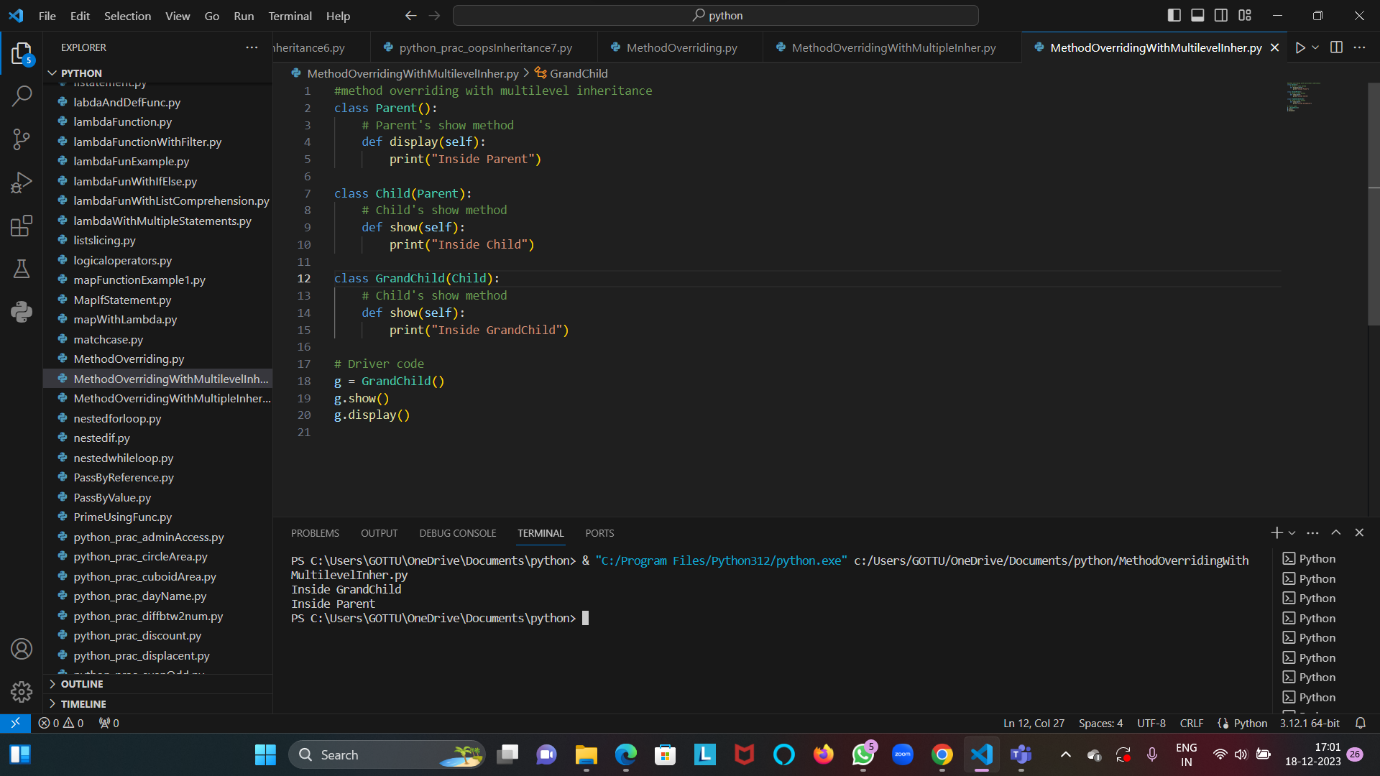 File Edit Selection View Go Run Terminal Help
python
EXPLORER
nheritance6.py
python_prac_oopsInheritance7.py
MethodOverriding.py
MethodOverridingWithMultipleInher.py
MethodOverridingWithMultilevelInher.py
PYTHON
labdaAndDefFunc.py
lambdaFunction.py
lambdaFunctionWithFilter.py
lambdaFunExample.py
lambdaFunWithIfElse.py
lambdaFunWithListComprehension.py
lambdaWithMultipleStatements.py
listslicing.py
logicaloperators.py
mapFunctionExample1.py
MapIfStatement.py
mapWithLambda.py
matchcase.py
MethodOverriding.py
MethodOverridingWithMultilevelInh...
MethodOverridingWithMultipleInher...
nestedforloop.py
nestedif.py
nestedwhileloop.py
PassByReference.py
PassByValue.py
PrimeUsingFunc.py
python_prac_adminAccess.py
python_prac_circleArea.py
python_prac_cuboidArea.py
python_prac_dayName.py
python_prac_diffbtw2num.py
python_prac_discount.py
python_prac_displacent.py
OUTLINE
TIMELINE
MethodOverridingWithMultilevelInher.py > GrandChild
1 #method overriding with multilevel inheritance
2 class Parent():
3 # Parent's show method
4 def display(self):
5 print("Inside Parent")
6
7 class Child(Parent):
8 # Child's show method
9 def show(self):
10 print("Inside Child")
11
12 class GrandChild(Child):
13 # Child's show method
14 def show(self):
15 print("Inside GrandChild")
16
17 # Driver code
18 g = GrandChild()
19 g.show()
20 g.display()
21
PROBLEMS OUTPUT DEBUG CONSOLE TERMINAL PORTS
PS C:\Users\GOTTU\OneDrive\Documents\python> & "C:/Program Files/Python312/python.exe" c:/Users/GOTTU/OneDrive/Documents/python/MethodOverridingWith
MultilevelInher.py
Inside GrandChild
Inside Parent
PS C:\Users\GOTTU\OneDrive\Documents\python>
Python
Python
Python
Python
Python
Python
Python
Python
0 0 0
Ln 12, Col 27 Spaces: 4 UTF-8 CRLF Python 3.12.1 64-bit
5
Search
5
zoom
ENG
IN
17:01
18-12-2023
26